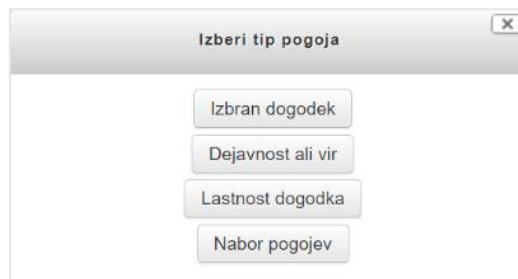 Izberi tip pogoja
Izbran dogodek
Dejavnost ali vir
Lastnost dogodka
Nabor pogojev